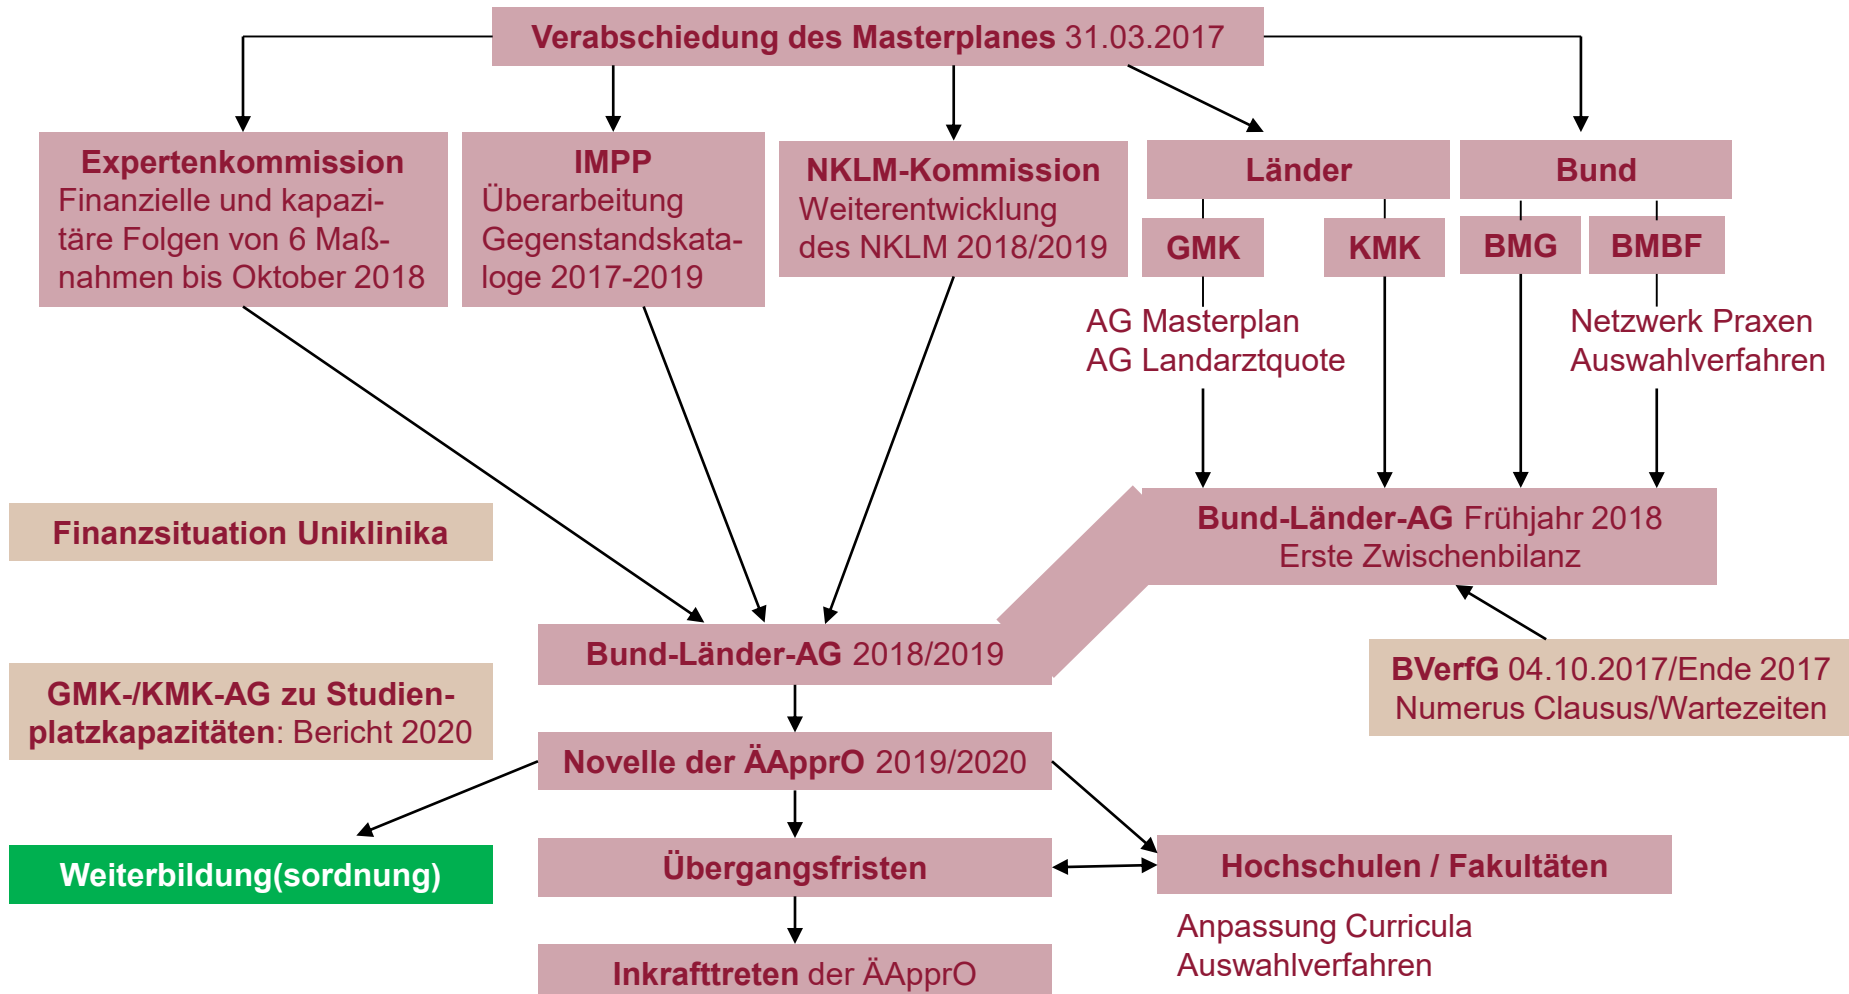 Verabschiedung des Masterplanes 31.03.2017
Expertenkommission
Finanzielle und kapazi-
täre Folgen von 6 Maß-
nahmen bis Oktober 2018
IMPP
Überarbeitung
Gegenstandskata-
loge 2017-2019
NKLM-Kommission
Weiterentwicklung
des NKLM 2018/2019
Länder
Bund
GMK
KMK
BMG
BMBF
AG Masterplan
AG Landarztquote
Netzwerk Praxen
Auswahlverfahren
Finanzsituation Uniklinika
Bund-Länder-AG Frühjahr 2018
Erste Zwischenbilanz
Bund-Länder-AG 2018/2019
BVerfG 04.10.2017/Ende 2017
Numerus Clausus/Wartezeiten
GMK-/KMK-AG zu Studien-
platzkapazitäten: Bericht 2020
Novelle der ÄApprO 2019/2020
Weiterbildung(sordnung)
Übergangsfristen
Hochschulen / Fakultäten
Anpassung Curricula
Auswahlverfahren
Inkrafttreten der ÄApprO